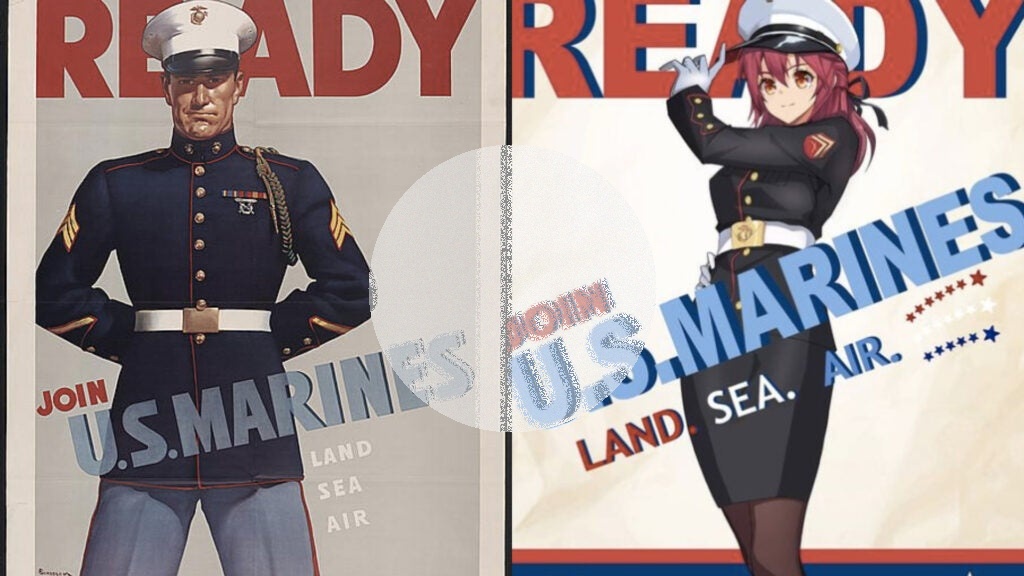 READY
JOIN
U.S.MARINES
LAND
SEA
AIR
READY
JOIN
U.S.MARINES
LAND. SEA. AIR.